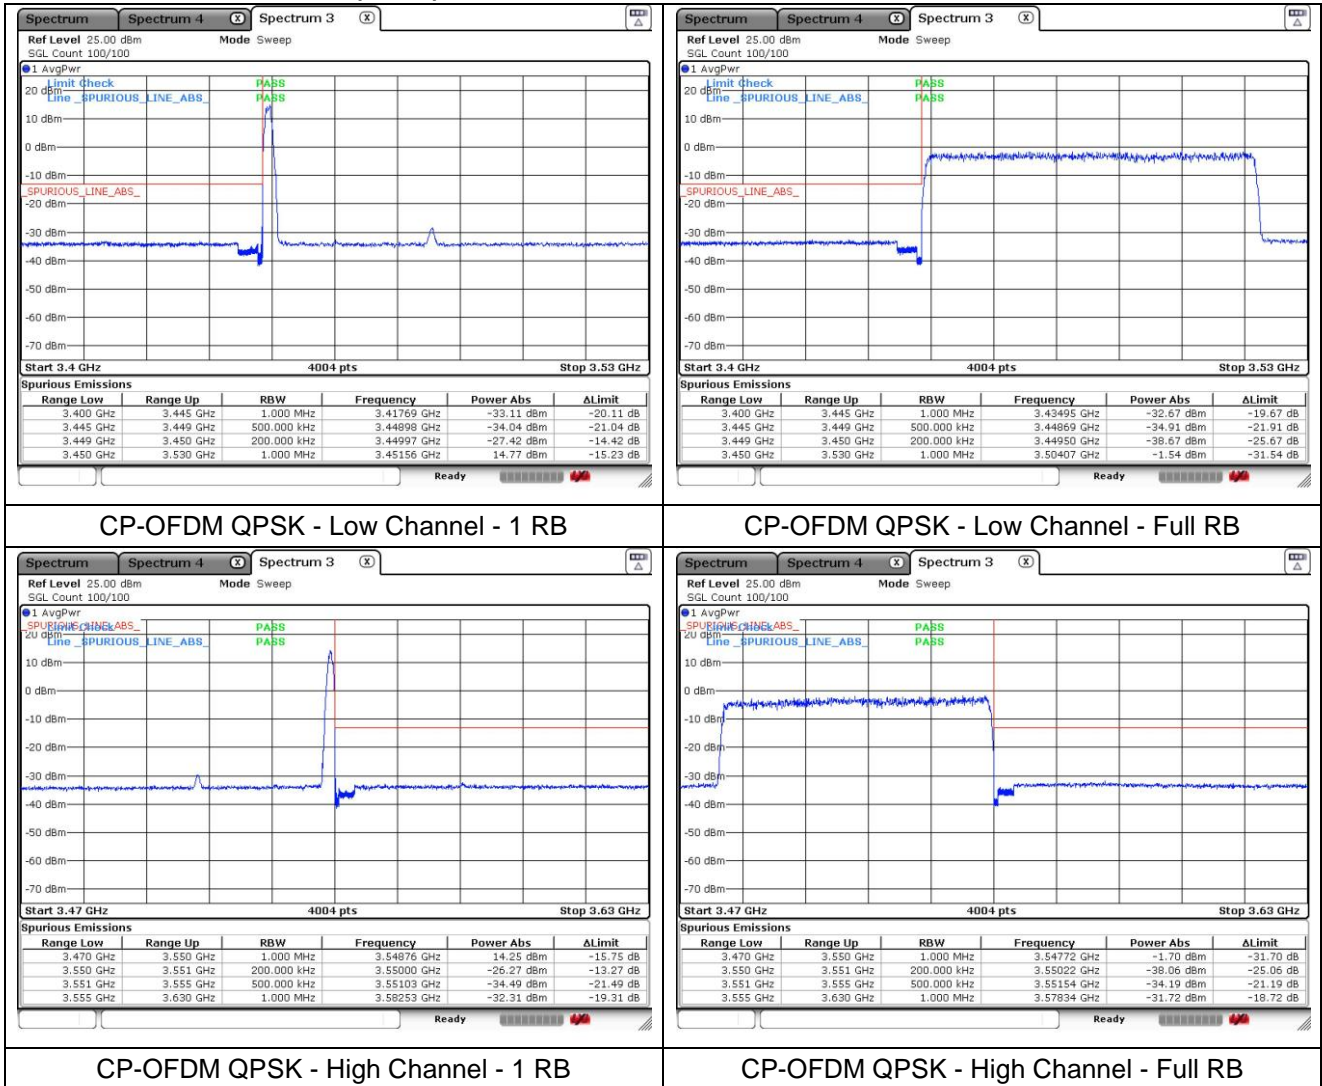 Spectrum Spectrum 4 X Spectrum 3 X
Ref Level 25.00 dBm Mode Sweep
SGL Count 100/100
1 AvgPwr
Limit Check PASS
20 dBm
Line _SPURIOUS_LINE_ABS_ PASS
10 dBm
0 dBm
-10 dBm
_SPURIOUS_LINE_ABS_
-20 dBm
-30 dBm
-40 dBm
-50 dBm
-60 dBm
-70 dBm
Start 3.4 GHz 4004 pts Stop 3.53 GHz
Spurious Emissions
Range Low Range Up RBW Frequency Power Abs ΔLimit
3.400 GHz 3.445 GHz 1.000 MHz 3.41769 GHz -33.11 dBm -20.11 dB
3.445 GHz 3.449 GHz 500.000 kHz 3.44898 GHz -34.04 dBm -21.04 dB
3.449 GHz 3.450 GHz 200.000 kHz 3.44997 GHz -27.42 dBm -14.42 dB
3.450 GHz 3.530 GHz 1.000 MHz 3.45156 GHz 14.77 dBm -15.23 dB
Ready
CP-OFDM QPSK - Low Channel - 1 RB
Spectrum Spectrum 4 X Spectrum 3 X
Ref Level 25.00 dBm Mode Sweep
SGL Count 100/100
1 AvgPwr
Limit Check PASS
20 dBm
Line _SPURIOUS_LINE_ABS_ PASS
10 dBm
0 dBm
-10 dBm
_SPURIOUS_LINE_ABS_
-20 dBm
-30 dBm
-40 dBm
-50 dBm
-60 dBm
-70 dBm
Start 3.4 GHz 4004 pts Stop 3.53 GHz
Spurious Emissions
Range Low Range Up RBW Frequency Power Abs ΔLimit
3.400 GHz 3.445 GHz 1.000 MHz 3.43495 GHz -32.67 dBm -19.67 dB
3.445 GHz 3.449 GHz 500.000 kHz 3.44869 GHz -34.91 dBm -21.91 dB
3.449 GHz 3.450 GHz 200.000 kHz 3.44950 GHz -38.67 dBm -25.67 dB
3.450 GHz 3.530 GHz 1.000 MHz 3.50407 GHz -1.54 dBm -31.54 dB
Ready
CP-OFDM QPSK - Low Channel - Full RB
Spectrum Spectrum 4 X Spectrum 3 X
Ref Level 25.00 dBm Mode Sweep
SGL Count 100/100
1 AvgPwr
_SPURIOUS_LINE_ABS_
Limit Check PASS
20 dBm
Line _SPURIOUS_LINE_ABS_ PASS
10 dBm
0 dBm
-10 dBm
-20 dBm
-30 dBm
-40 dBm
-50 dBm
-60 dBm
-70 dBm
Start 3.47 GHz 4004 pts Stop 3.63 GHz
Spurious Emissions
Range Low Range Up RBW Frequency Power Abs ΔLimit
3.470 GHz 3.550 GHz 1.000 MHz 3.54876 GHz 14.25 dBm -15.75 dB
3.550 GHz 3.551 GHz 200.000 kHz 3.55000 GHz -26.27 dBm -13.27 dB
3.551 GHz 3.555 GHz 500.000 kHz 3.55103 GHz -34.49 dBm -21.49 dB
3.555 GHz 3.630 GHz 1.000 MHz 3.58253 GHz -32.31 dBm -19.31 dB
Ready
CP-OFDM QPSK - High Channel - 1 RB
Spectrum Spectrum 4 X Spectrum 3 X
Ref Level 25.00 dBm Mode Sweep
SGL Count 100/100
1 AvgPwr
_SPURIOUS_LINE_ABS_
Limit Check PASS
20 dBm
Line _SPURIOUS_LINE_ABS_ PASS
10 dBm
0 dBm
-10 dBm
-20 dBm
-30 dBm
-40 dBm
-50 dBm
-60 dBm
-70 dBm
Start 3.47 GHz 4004 pts Stop 3.63 GHz
Spurious Emissions
Range Low Range Up RBW Frequency Power Abs ΔLimit
3.470 GHz 3.550 GHz 1.000 MHz 3.54772 GHz -1.70 dBm -31.70 dB
3.550 GHz 3.551 GHz 200.000 kHz 3.55022 GHz -38.06 dBm -25.06 dB
3.551 GHz 3.555 GHz 500.000 kHz 3.55154 GHz -34.19 dBm -21.19 dB
3.555 GHz 3.630 GHz 1.000 MHz 3.57834 GHz -31.72 dBm -18.72 dB
Ready
CP-OFDM QPSK - High Channel - Full RB